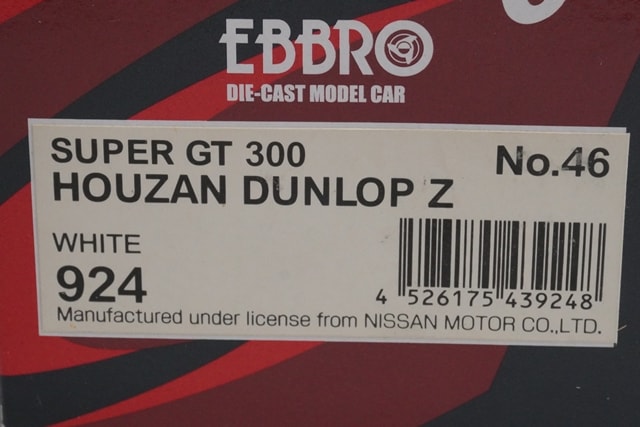 EBBRO
DIE-CAST MODEL CAR
SUPER GT 300 No.46
HOUZAN DUNLOP Z
WHITE
924
4 526175 439248
Manufactured under license from NISSAN MOTOR CO.,LTD.